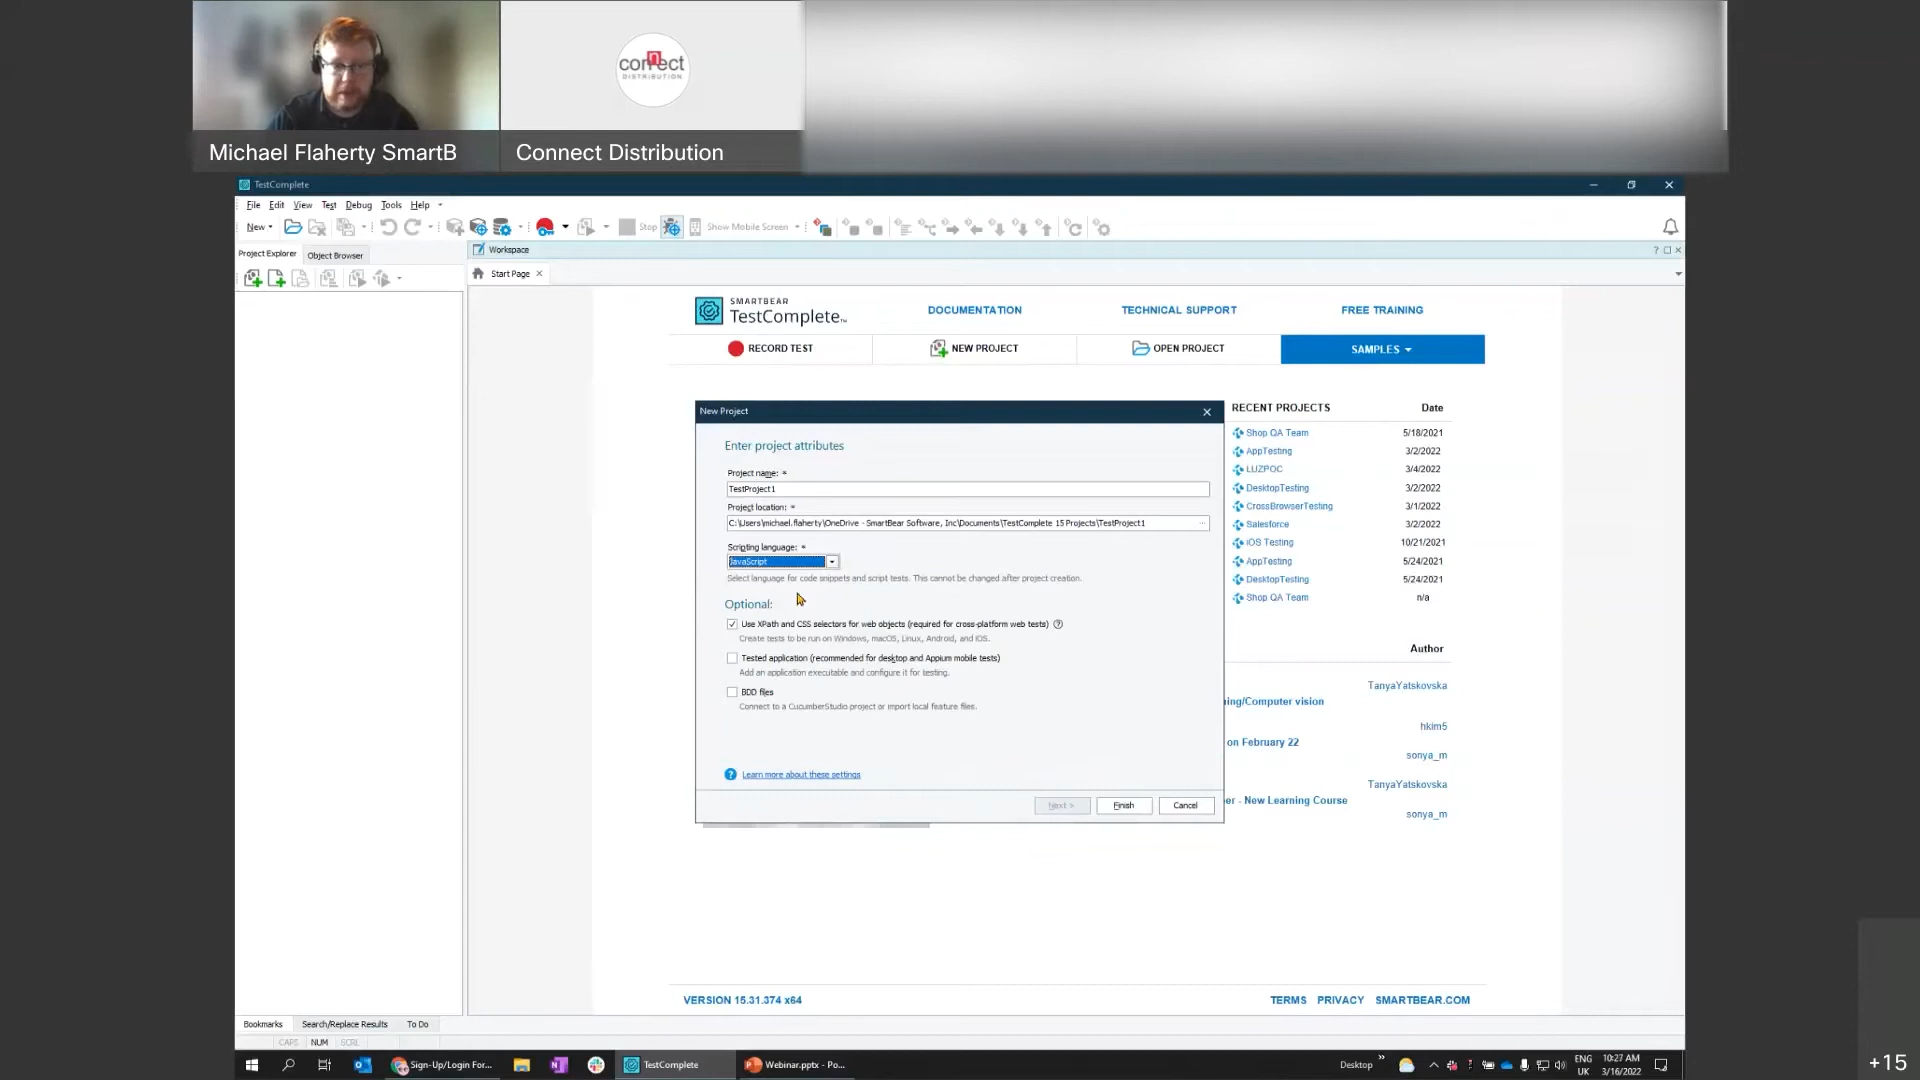 connect
DISTRIBUTION
Michael Flaherty SmartB
Connect Distribution
TestComplete
File Edit View Test Debug Tools Help
New Stop Show Mobile Screen
Project Explorer Object Browser
Workspace
Start Page
SMARTBEAR
TestComplete
DOCUMENTATION TECHNICAL SUPPORT FREE TRAINING
RECORD TEST NEW PROJECT OPEN PROJECT SAMPLES
New Project
Enter project attributes
Project name: *
TestProject1
Project location: *
C:\Users\michael.flaherty\OneDrive - SmartBear Software, Inc\Documents\TestComplete 15 Projects\TestProject1 ...
Scripting language: *
JavaScript
Select language for code snippets and script tests. This cannot be changed after project creation.
Optional:
Use XPath and CSS selectors for web objects (required for cross-platform web tests) ?
Create tests to be run on Windows, macOS, Linux, Android, and iOS.
Tested application (recommended for desktop and Appium mobile tests)
Add an application executable and configure it for testing.
BDD files
Connect to a CucumberStudio project or import local feature files.
? Learn more about these settings
Next > Finish Cancel
RECENT PROJECTS Date
Shop QA Team 5/18/2021
AppTesting 3/2/2022
LUZPOC 3/4/2022
DesktopTesting 3/2/2022
CrossBrowserTesting 3/1/2022
Salesforce 3/2/2022
iOS Testing 10/21/2021
AppTesting 5/24/2021
DesktopTesting 5/24/2021
Shop QA Team n/a
Author
TanyaYatskovska
ing/Computer vision
hkim5
on February 22
sonya_m
TanyaYatskovska
er - New Learning Course
sonya_m
VERSION 15.31.374 x64 TERMS PRIVACY SMARTBEAR.COM
Bookmarks Search/Replace Results To Do
CAPS NUM SCRL
Sign-Up/Login For... TestComplete Webinar.pptx - Po... Desktop ENG 10:27 AM
UK 3/16/2022
+15